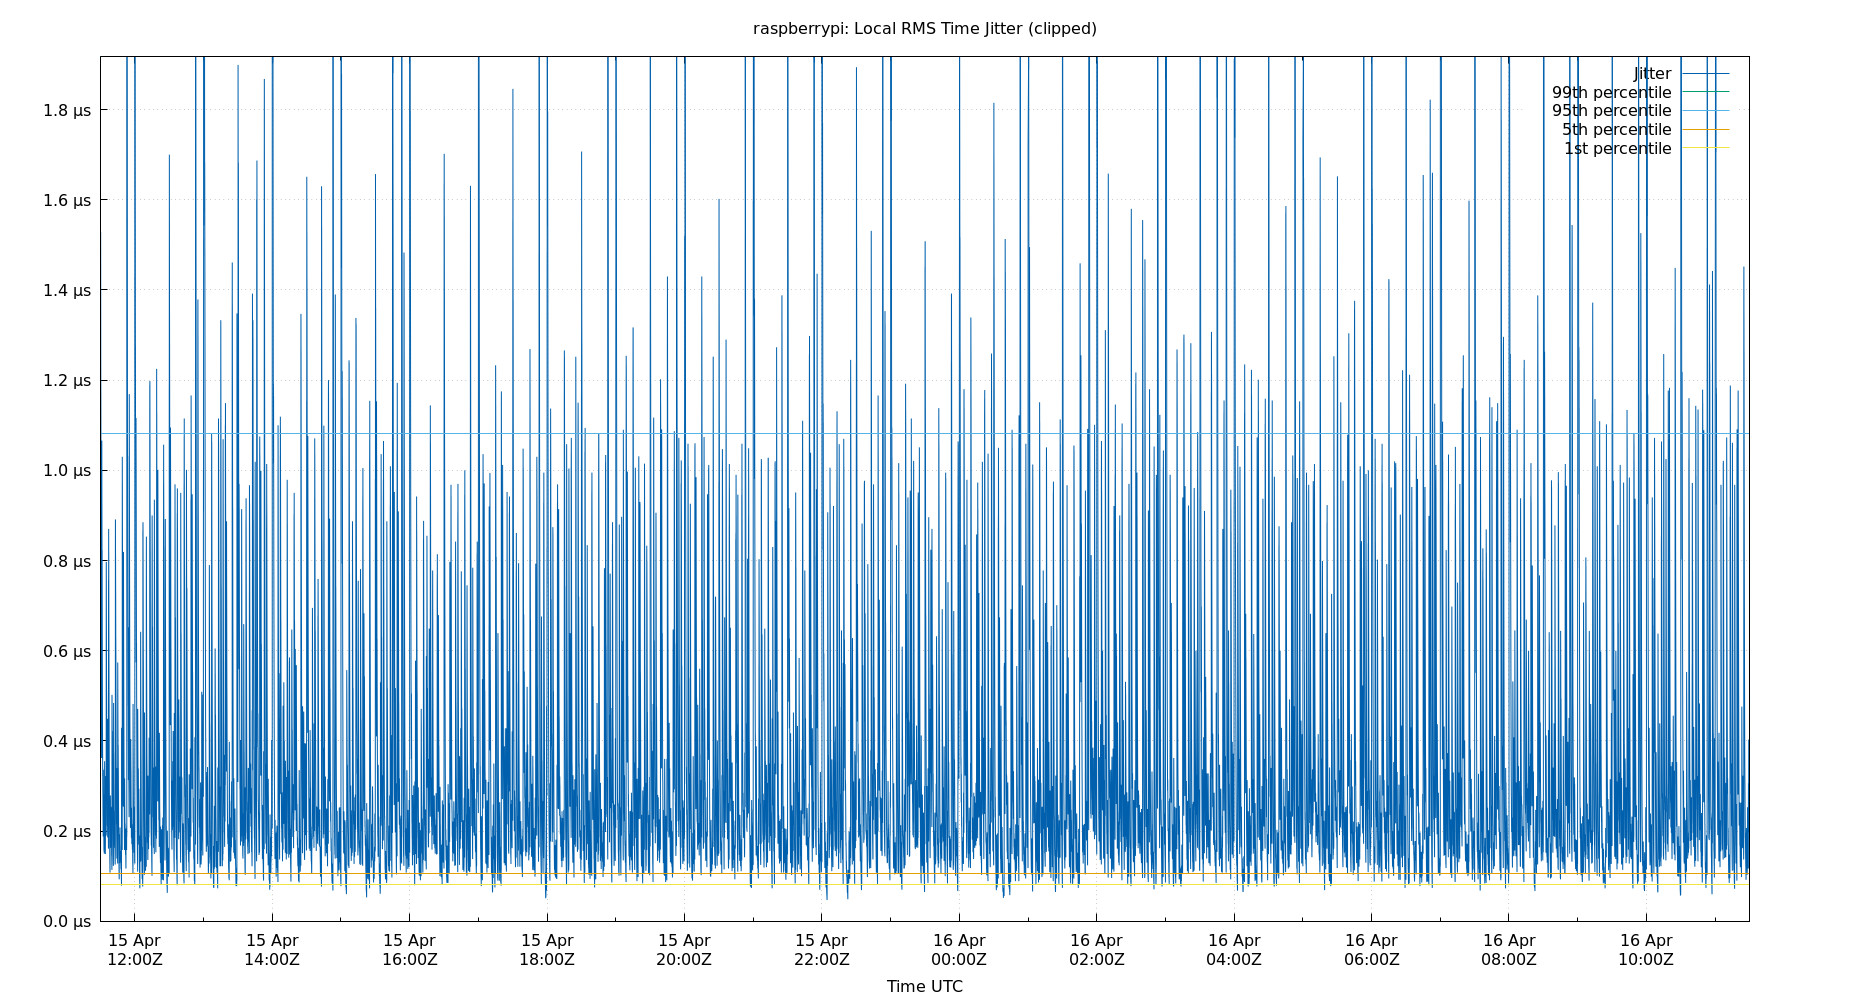 raspberrypi: Local RMS Time Jitter (clipped)
Jitter
99th percentile
95th percentile
5th percentile
1st percentile
1.8 µs
1.6 µs
1.4 µs
1.2 µs
1.0 µs
0.8 µs
0.6 µs
0.4 µs
0.2 µs
0.0 µs
15 Apr 15 Apr 15 Apr 15 Apr 15 Apr 15 Apr 16 Apr 16 Apr 16 Apr 16 Apr 16 Apr 16 Apr
12:00Z 14:00Z 16:00Z 18:00Z 20:00Z 22:00Z 00:00Z 02:00Z 04:00Z 06:00Z 08:00Z 10:00Z
Time UTC